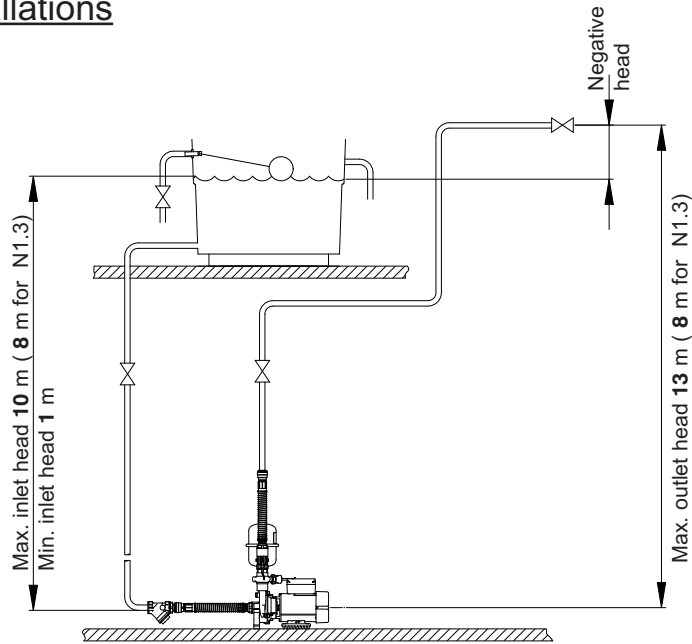 llations
Negative
head
Max. inlet head 10 m ( 8 m for N1.3)
Min. inlet head 1 m
Max. outlet head 13 m ( 8 m for N1.3)